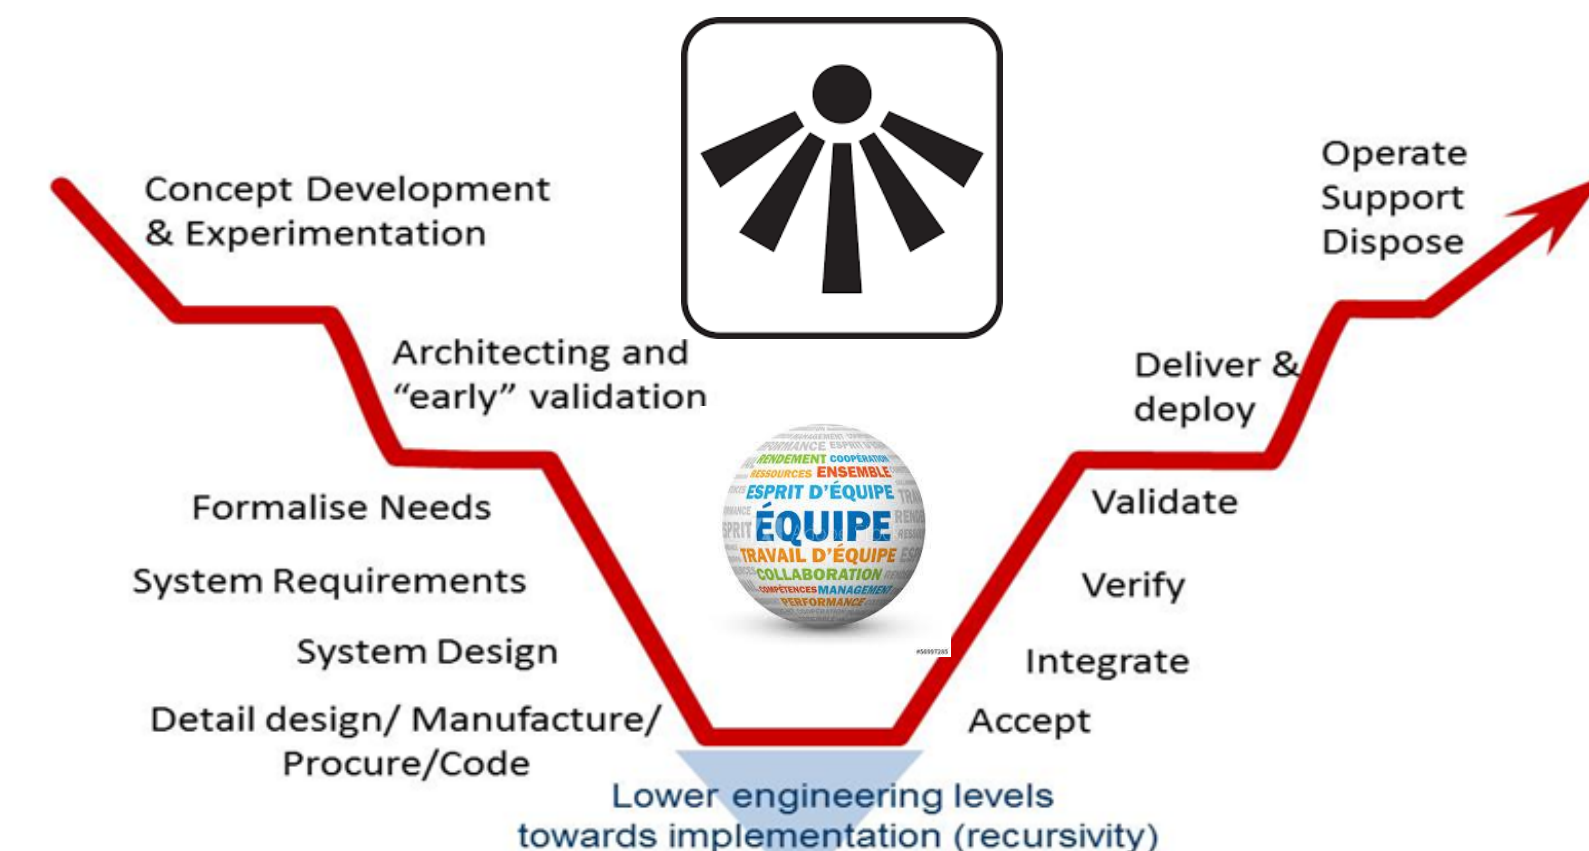 Concept Development
& Experimentation
Architecting and
“early” validation
Formalise Needs
System Requirements
System Design
Detail design/ Manufacture/
Procure/Code
Lower engineering levels
towards implementation (recursivity)
Accept
Integrate
Verify
Validate
Deliver &
deploy
Operate
Support
Dispose
RENDEMENT COOPÉRATION
RESSOURCES ENSEMBLE
ESPRIT D’ÉQUIPE
ÉQUIPE
TRAVAIL D’ÉQUIPE
COLLABORATION
COMPÉTENCES MANAGEMENT
PERFORMANCE